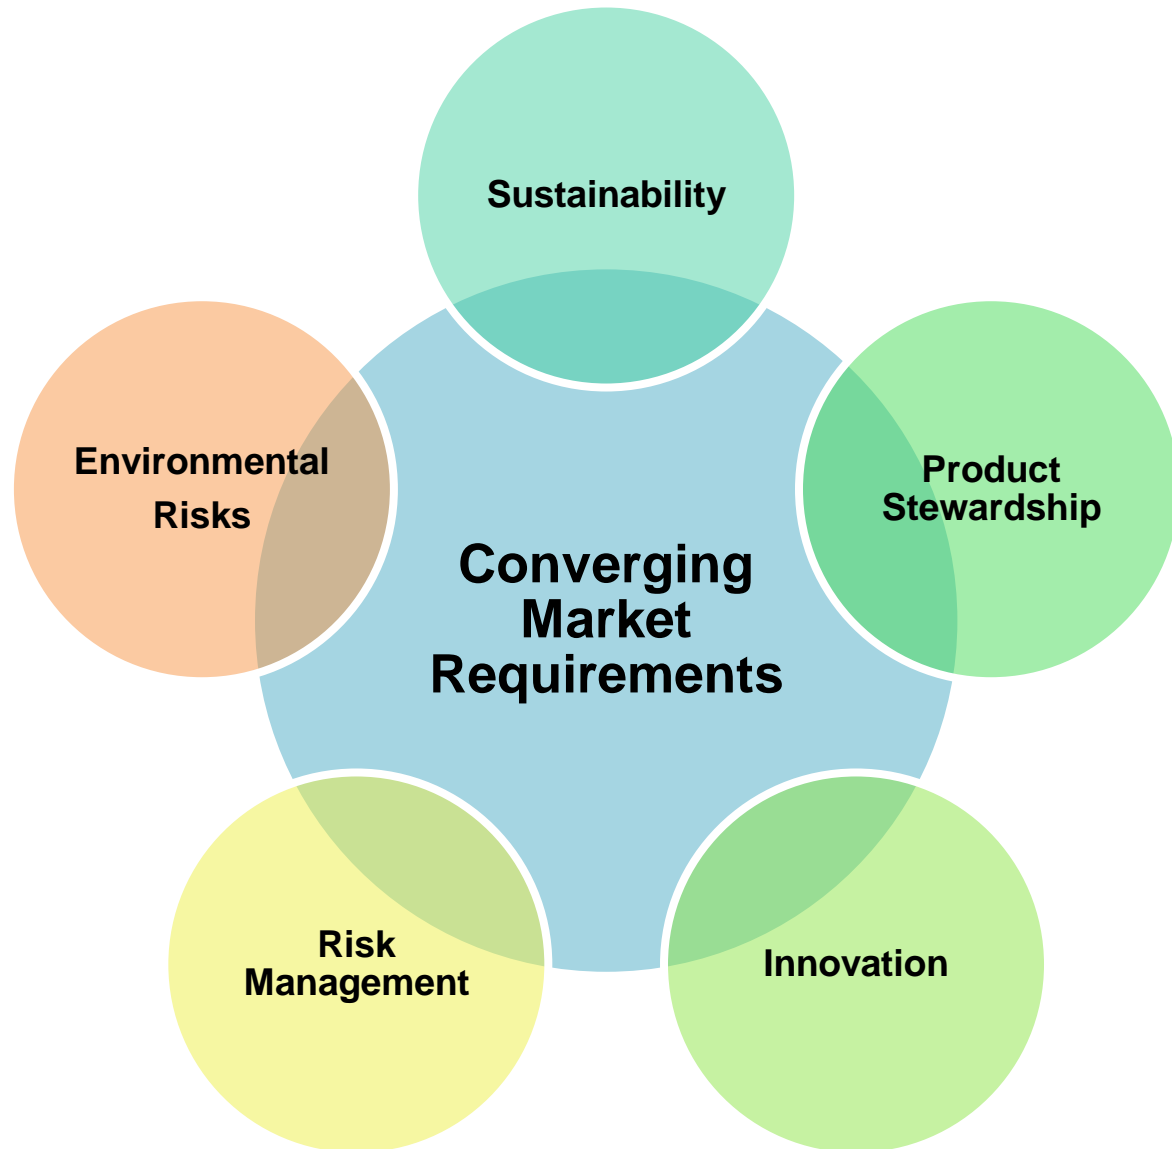 Sustainability
Environmental
Risks
Product
Stewardship
Converging
Market
Requirements
Risk
Management
Innovation